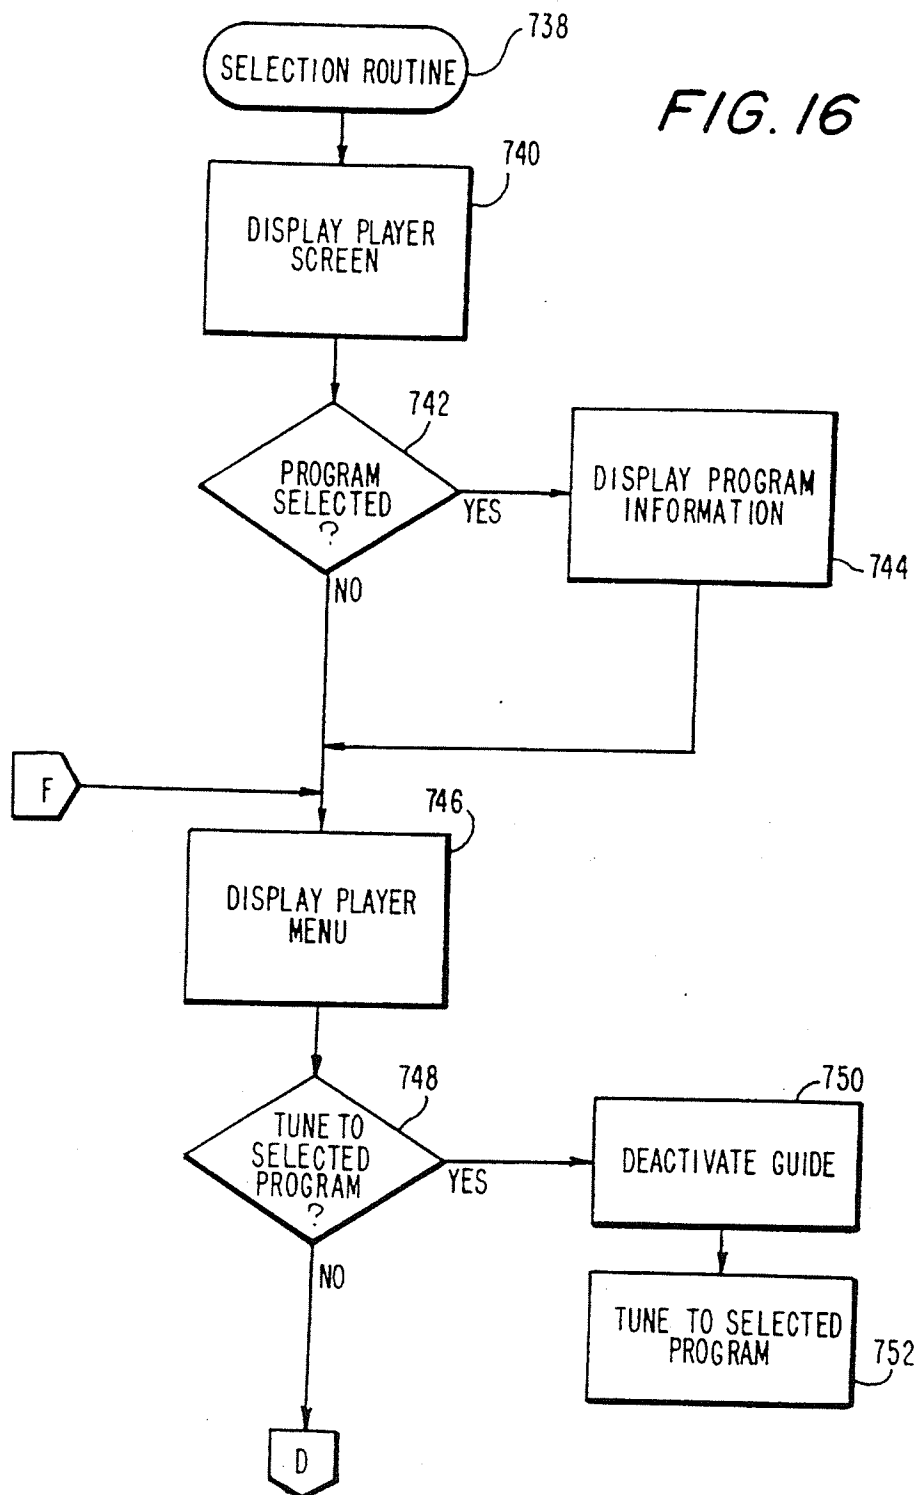 738
SELECTION ROUTINE
FIG. 16
740
DISPLAY PLAYER
SCREEN
742
PROGRAM
SELECTED
?
YES
NO
DISPLAY PROGRAM
INFORMATION
744
F
746
DISPLAY PLAYER
MENU
748
TUNE TO
SELECTED
PROGRAM
?
YES
NO
750
DEACTIVATE GUIDE
TUNE TO SELECTED
PROGRAM
752
D